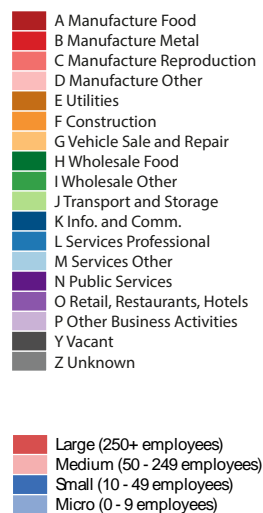 A Manufacture Food
B Manufacture Metal
C Manufacture Reproduction
D Manufacture Other
E Utilities
F Construction
G Vehicle Sale and Repair
H Wholesale Food
I Wholesale Other
J Transport and Storage
K Info. and Comm.
L Services Professional
M Services Other
N Public Services
O Retail, Restaurants, Hotels
P Other Business Activities
Y Vacant
Z Unknown
Large (250+ employees)
Medium (50 - 249 employees)
Small (10 - 49 employees)
Micro (0 - 9 employees)